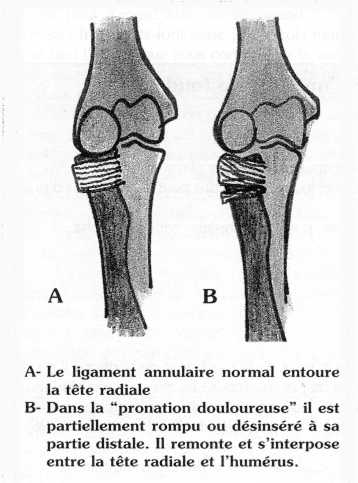 A
B
A- Le ligament annulaire normal entoure
la tête radiale
B- Dans la “pronation douloureuse” il est
partiellement rompu ou désinséré à sa
partie distale. Il remonte et s’interpose
entre la tête radiale et l’humérus.